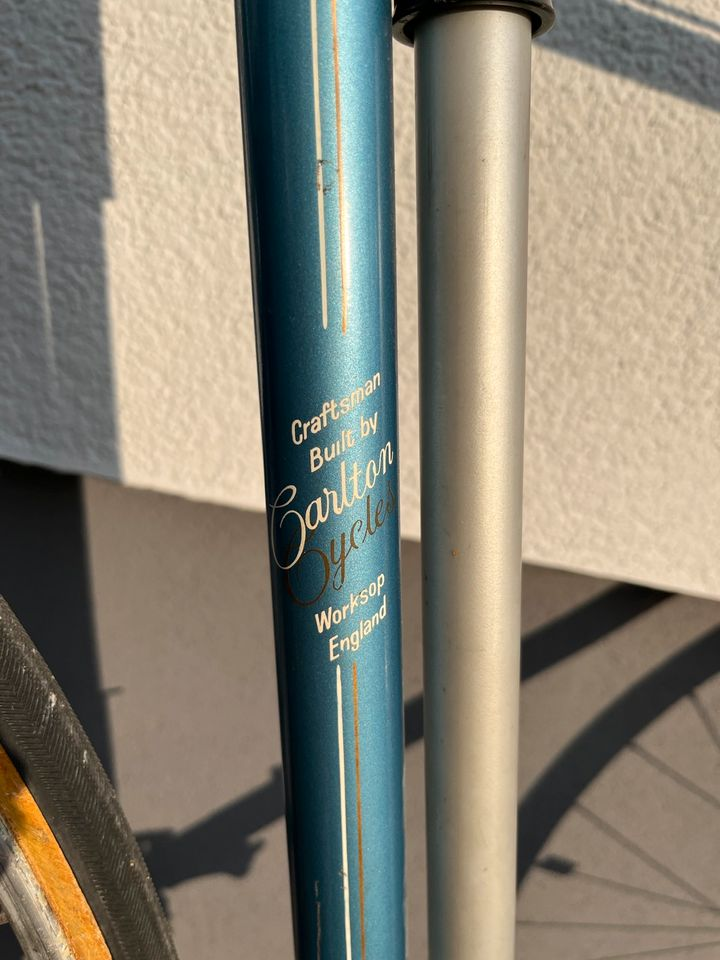 Craftsman
Built by
Carlton
Cycles
Worksop
England